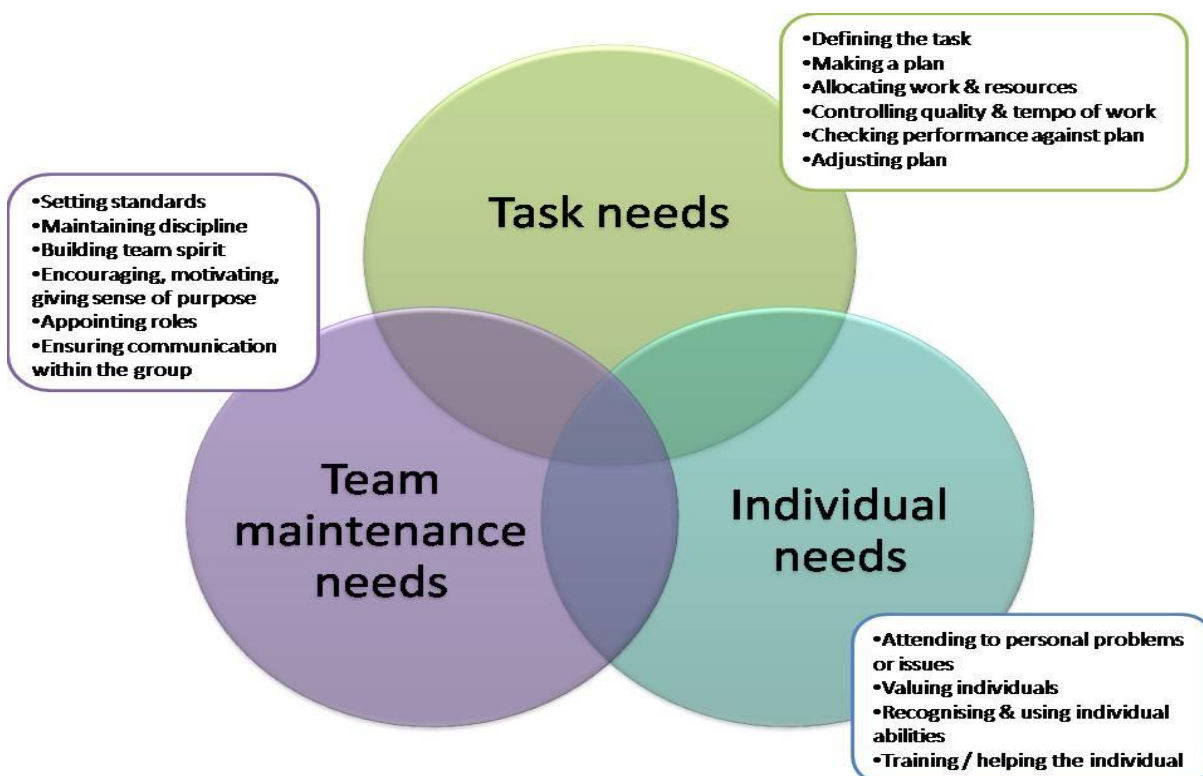 •Defining the task
•Making a plan
•Allocating work & resources
•Controlling quality & tempo of work
•Checking performance against plan
•Adjusting plan
Task needs
•Setting standards
•Maintaining discipline
•Building team spirit
•Encouraging, motivating,
giving sense of purpose
•Appointing roles
•Ensuring communication
within the group
Team
maintenance
needs
Individual
needs
•Attending to personal problems
or issues
•Valuing individuals
•Recognising & using individual
abilities
•Training / helping the individual